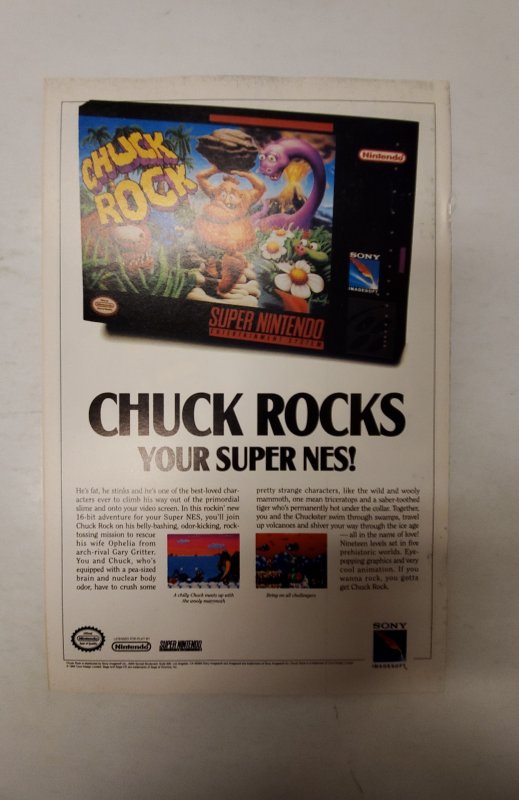 CHUCK
ROCK
Nintendo
SONY
IMAGESOFT
SUPER NINTENDO
ENTERTAINMENT SYSTEM
CHUCK ROCKS
YOUR SUPER NES!
He's fat, he stinks and he's one of the best-loved char-
acters ever to climb his way out of the primordial
slime and onto your video screen. In this rockin' new
16-bit adventure for your Super NES, you'll join
Chuck Rock on his belly-bashing, odor-kicking, rock-
tossing mission to rescue
his wife Ophelia from
arch-rival Gary Gritter.
You and Chuck, who's
equipped with a pea-sized
brain and nuclear body
odor, have to crush some
pretty strange characters, like the wild and wooly
mammoth, one mean triceratops and a saber-toothed
tiger who's permanently hot under the collar. Together,
you and the Chuckster swim through swamps, travel
up volcanoes and shiver your way through the ice age
—all in the name of love!
Nineteen levels set in five
prehistoric worlds. Eye-
popping graphics and very
cool animation. If you
wanna rock, you gotta
get Chuck Rock.
A chilly Chuck meets up with
the wooly mammoth
Bring on all challengers
Nintendo
LICENSED FOR PLAY BY
Nintendo
SUPER NINTENDO
SONY
IMAGESOFT